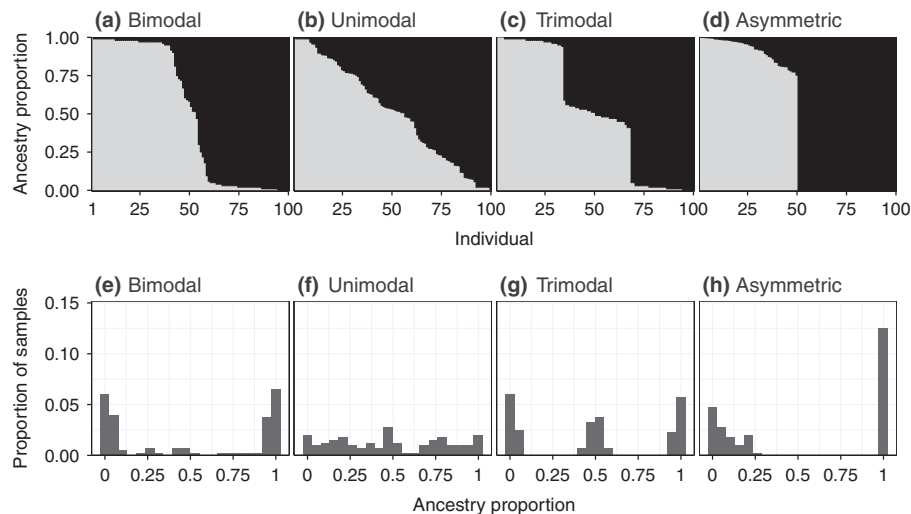 (a) Bimodal (b) Unimodal (c) Trimodal (d) Asymmetric
Ancestry proportion
1.00
0.75
0.50
0.25
0.00
1 25 50 75 100 25 50 75 100 25 50 75 100 25 50 75 100
Individual
(e) Bimodal (f) Unimodal (g) Trimodal (h) Asymmetric
Proportion of samples
0.15
0.10
0.05
0.00
0 0.25 0.5 0.75 1 0 0.25 0.5 0.75 1 0 0.25 0.5 0.75 1 0 0.25 0.5 0.75 1
Ancestry proportion